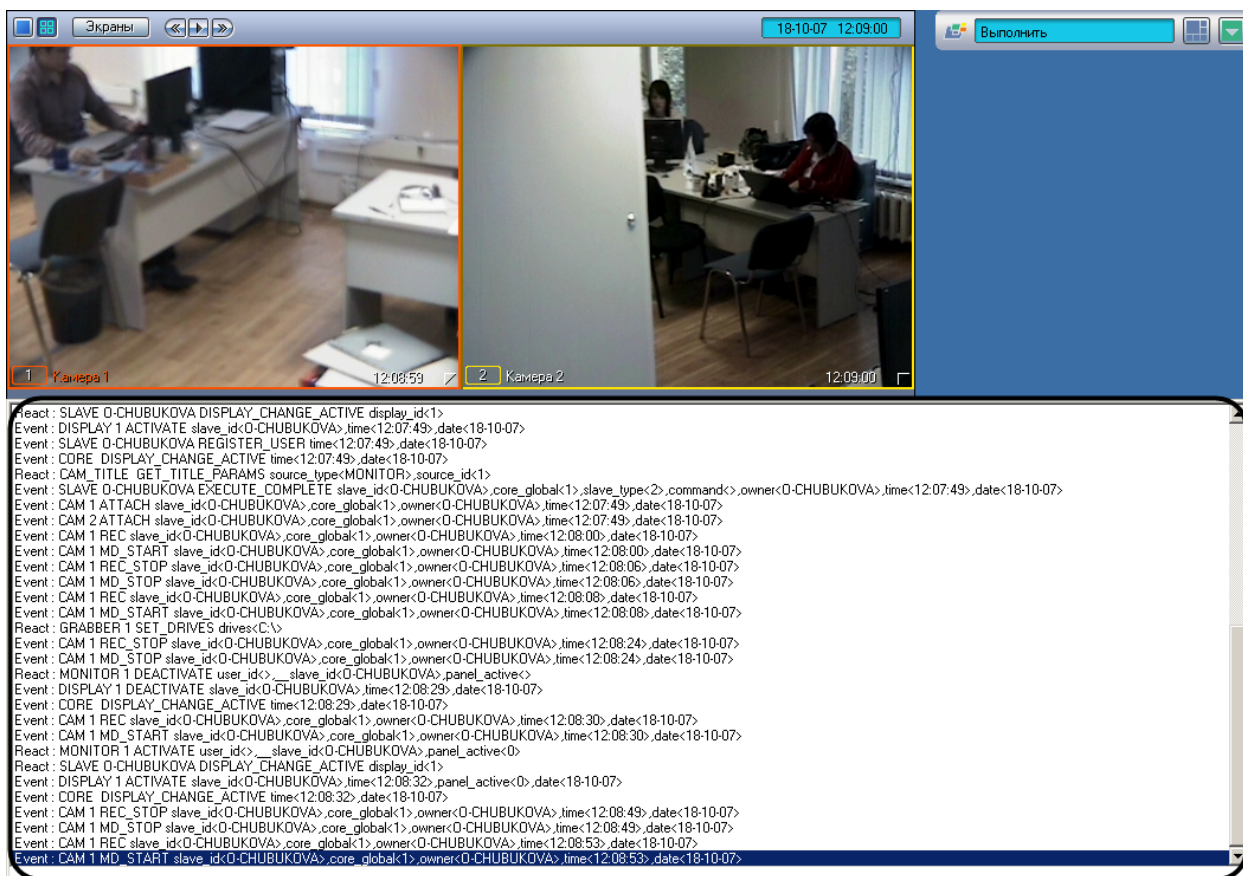 Экраны
18-10-07 12:09:00
Выполнить
1 Камера 1 12:08:59
2 Камера 2 12:09:00
React : SLAVE O-CHUBUKOVA DISPLAY_CHANGE_ACTIVE display_id<1>
Event : DISPLAY 1 ACTIVATE slave_id<O-CHUBUKOVA>,time<12:07:49>,date<18-10-07>
Event : SLAVE O-CHUBUKOVA REGISTER_USER time<12:07:49>,date<18-10-07>
Event : CORE DISPLAY_CHANGE_ACTIVE time<12:07:49>,date<18-10-07>
React : CAM_TITLE GET_TITLE_PARAMS source_type<MONITOR>,source_id<1>
Event : SLAVE O-CHUBUKOVA EXECUTE_COMPLETE slave_id<O-CHUBUKOVA>,core_global<1>,slave_type<2>,command<>,owner<O-CHUBUKOVA>,time<12:07:49>,date<18-10-07>
Event : CAM 1 ATTACH slave_id<O-CHUBUKOVA>,core_global<1>,owner<O-CHUBUKOVA>,time<12:07:49>,date<18-10-07>
Event : CAM 2 ATTACH slave_id<O-CHUBUKOVA>,core_global<1>,owner<O-CHUBUKOVA>,time<12:07:49>,date<18-10-07>
Event : CAM 1 REC slave_id<O-CHUBUKOVA>,core_global<1>,owner<O-CHUBUKOVA>,time<12:08:00>,date<18-10-07>
Event : CAM 1 MD_START slave_id<O-CHUBUKOVA>,core_global<1>,owner<O-CHUBUKOVA>,time<12:08:00>,date<18-10-07>
Event : CAM 1 REC_STOP slave_id<O-CHUBUKOVA>,core_global<1>,owner<O-CHUBUKOVA>,time<12:08:06>,date<18-10-07>
Event : CAM 1 MD_STOP slave_id<O-CHUBUKOVA>,core_global<1>,owner<O-CHUBUKOVA>,time<12:08:06>,date<18-10-07>
Event : CAM 1 REC slave_id<O-CHUBUKOVA>,core_global<1>,owner<O-CHUBUKOVA>,time<12:08:08>,date<18-10-07>
Event : CAM 1 MD_START slave_id<O-CHUBUKOVA>,core_global<1>,owner<O-CHUBUKOVA>,time<12:08:08>,date<18-10-07>
React : GRABBER 1 SET_DRIVES drives<C:\>
Event : CAM 1 REC_STOP slave_id<O-CHUBUKOVA>,core_global<1>,owner<O-CHUBUKOVA>,time<12:08:24>,date<18-10-07>
Event : CAM 1 MD_STOP slave_id<O-CHUBUKOVA>,core_global<1>,owner<O-CHUBUKOVA>,time<12:08:24>,date<18-10-07>
React : MONITOR 1 DEACTIVATE user_id<>,__slave_id<O-CHUBUKOVA>,panel_active<>
Event : DISPLAY 1 DEACTIVATE slave_id<O-CHUBUKOVA>,time<12:08:29>,date<18-10-07>
Event : CORE DISPLAY_CHANGE_ACTIVE time<12:08:29>,date<18-10-07>
Event : CAM 1 REC slave_id<O-CHUBUKOVA>,core_global<1>,owner<O-CHUBUKOVA>,time<12:08:30>,date<18-10-07>
Event : CAM 1 MD_START slave_id<O-CHUBUKOVA>,core_global<1>,owner<O-CHUBUKOVA>,time<12:08:30>,date<18-10-07>
React : MONITOR 1 ACTIVATE user_id<>,__slave_id<O-CHUBUKOVA>,panel_active<0>
React : SLAVE O-CHUBUKOVA DISPLAY_CHANGE_ACTIVE display_id<1>
Event : DISPLAY 1 ACTIVATE slave_id<O-CHUBUKOVA>,time<12:08:32>,panel_active<0>,date<18-10-07>
Event : CORE DISPLAY_CHANGE_ACTIVE time<12:08:32>,date<18-10-07>
Event : CAM 1 REC_STOP slave_id<O-CHUBUKOVA>,core_global<1>,owner<O-CHUBUKOVA>,time<12:08:49>,date<18-10-07>
Event : CAM 1 MD_STOP slave_id<O-CHUBUKOVA>,core_global<1>,owner<O-CHUBUKOVA>,time<12:08:49>,date<18-10-07>
Event : CAM 1 REC slave_id<O-CHUBUKOVA>,core_global<1>,owner<O-CHUBUKOVA>,time<12:08:53>,date<18-10-07>
Event : CAM 1 MD_START slave_id<O-CHUBUKOVA>,core_global<1>,owner<O-CHUBUKOVA>,time<12:08:53>,date<18-10-07>